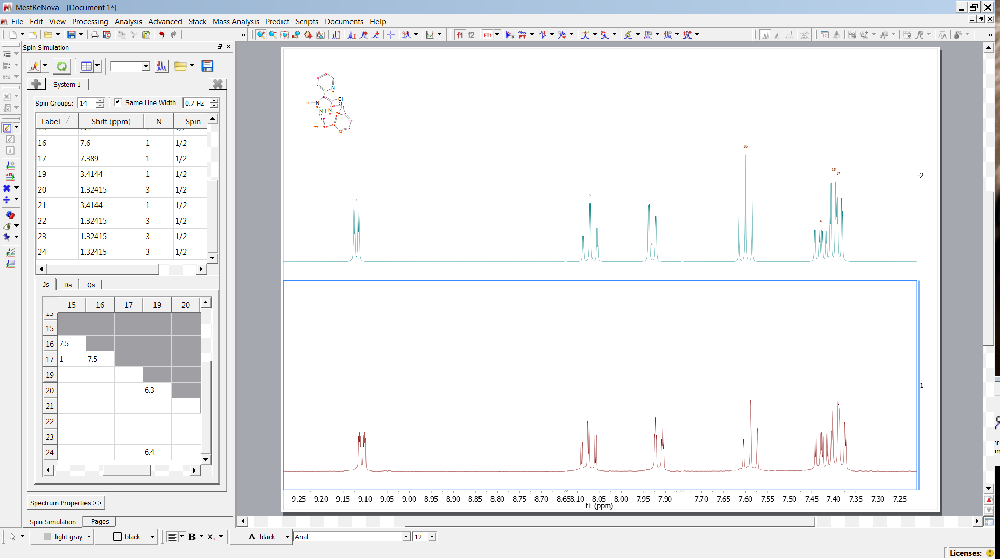 MestReNova - [Document 1*]
File Edit View Processing Analysis Advanced Stack Mass Analysis Predict Scripts Documents Help
f1 f2 FT1
Spin Simulation
System 1
Spin Groups: 14 Same Line Width 0.7 Hz
Label Shift (ppm) N Spin
16 7.6 1 1/2
17 7.389 1 1/2
19 3.4144 1 1/2
20 1.32415 3 1/2
21 3.4144 1 1/2
22 1.32415 3 1/2
23 1.32415 3 1/2
24 1.32415 3 1/2
Js Ds Qs
15 16 17 19 20
15
16 7.5
17 1 7.5
19
20 6.3
21
22
23
24 6.4
Spectrum Properties >>
Spin Simulation Pages
N
Cl
N
NH N
16
15
17
2
3
5
4
6
1
9.25 9.20 9.15 9.10 9.05 9.00 8.95 8.90 8.85 8.80 8.75 8.70 8.65 8.10 8.05 8.00 7.95 7.90 7.70 7.65 7.60 7.55 7.50 7.45 7.40 7.35 7.30 7.25
f1 (ppm)
light gray black B X₂ A black Arial 12
Licenses: